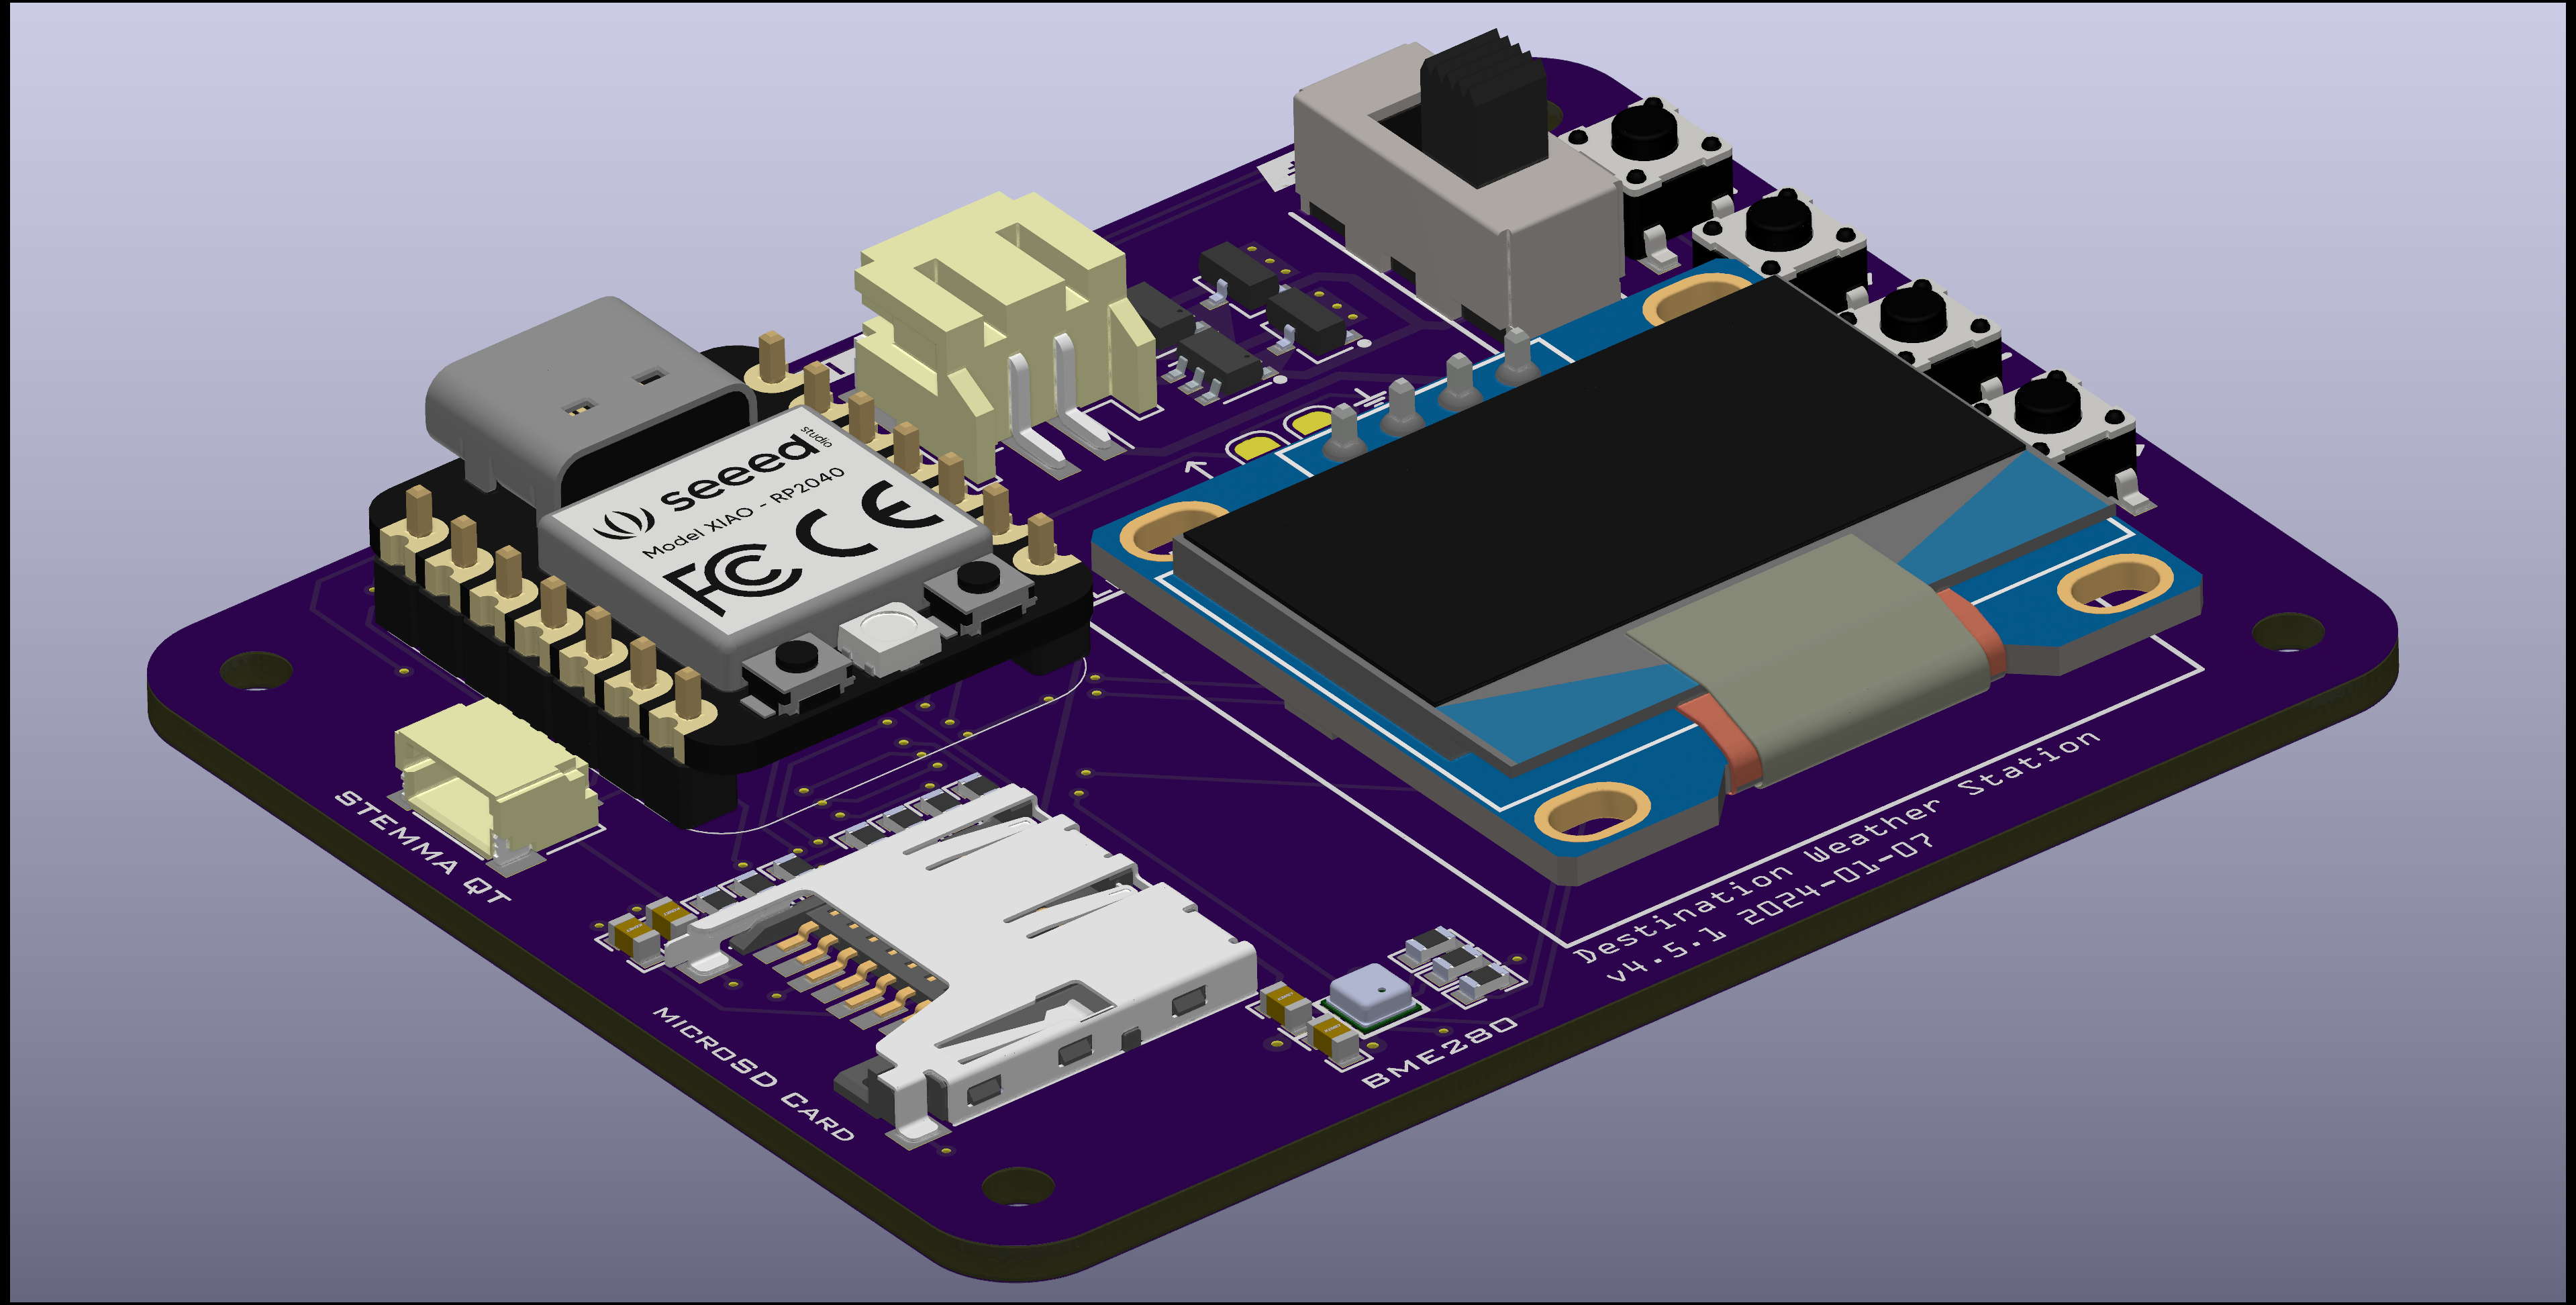 seeed
studio
Model XIAO - RP2040
FCC CE
STEMMA QT
MICROSD CARD
BME280
Destination Weather Station
v4.5.1 2024-01-07